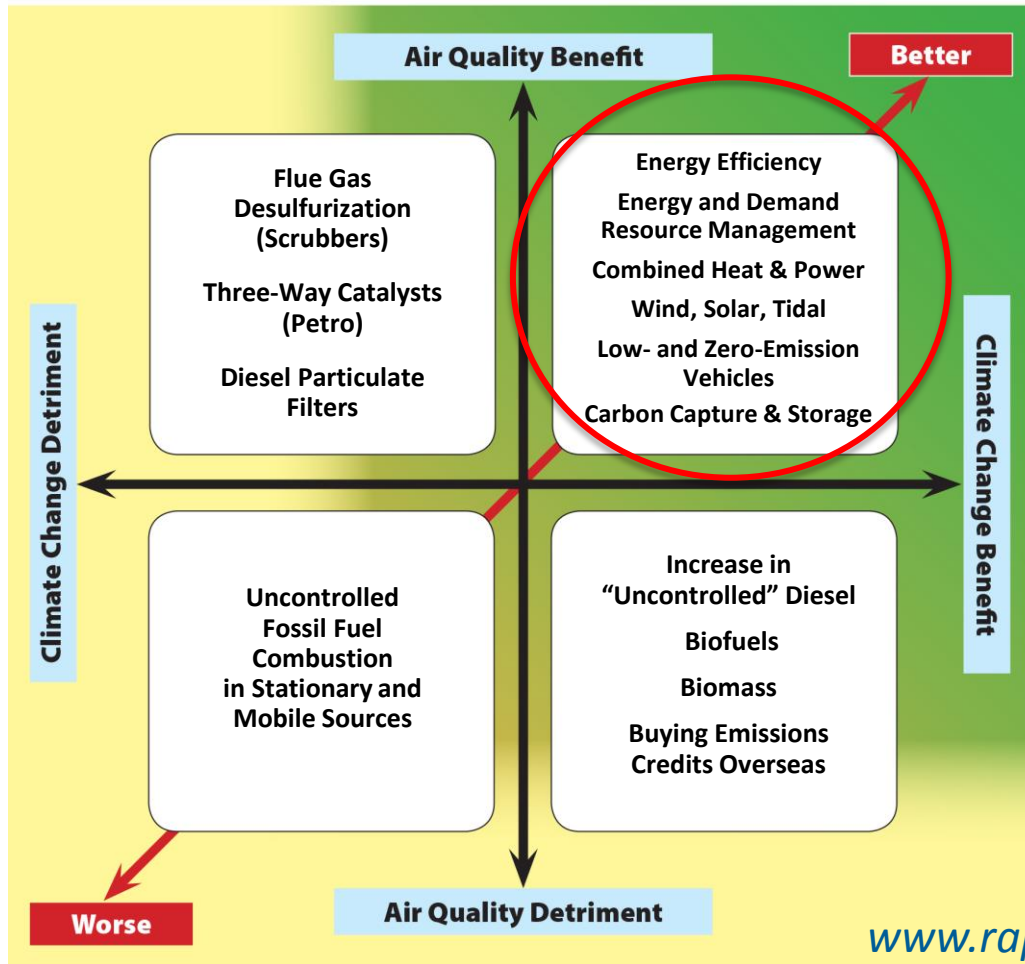 Air Quality Benefit
Better
Flue Gas
Desulfurization
(Scrubbers)
Three-Way Catalysts
(Petro)
Diesel Particulate
Filters
Energy Efficiency
Energy and Demand
Resource Management
Combined Heat & Power
Wind, Solar, Tidal
Low- and Zero-Emission
Vehicles
Carbon Capture & Storage
Climate Change Detriment
Climate Change Benefit
Uncontrolled
Fossil Fuel
Combustion
in Stationary and
Mobile Sources
Increase in
“Uncontrolled” Diesel
Biofuels
Biomass
Buying Emissions
Credits Overseas
Worse
Air Quality Detriment
www.rap